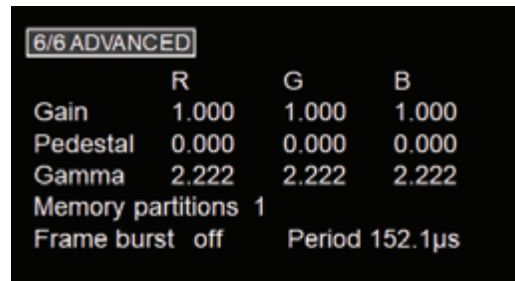 6/6 ADVANCED
R G B
Gain 1.000 1.000 1.000
Pedestal 0.000 0.000 0.000
Gamma 2.222 2.222 2.222
Memory partitions 1
Frame burst off Period 152.1µs